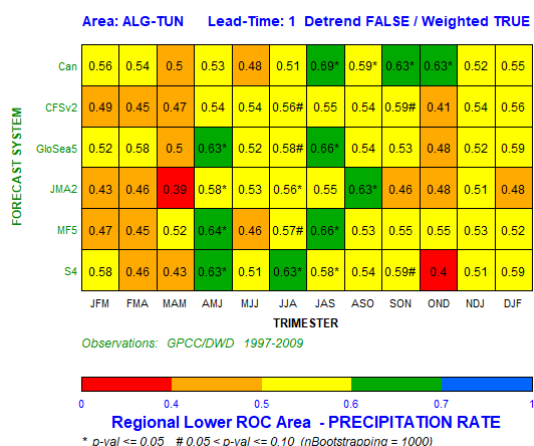 Area: ALG-TUN Lead-Time: 1 Detrend FALSE / Weighted TRUE
FORECAST SYSTEM
Can 0.56 0.54 0.5 0.53 0.48 0.51 0.69* 0.59* 0.63* 0.63* 0.52 0.55
CFSv2 0.49 0.45 0.47 0.54 0.54 0.56# 0.55 0.54 0.59# 0.41 0.54 0.56
GloSea5 0.52 0.58 0.5 0.63* 0.52 0.58# 0.66* 0.54 0.53 0.48 0.52 0.59
JMA2 0.43 0.46 0.39 0.58* 0.53 0.56* 0.55 0.63* 0.46 0.48 0.51 0.48
MF5 0.47 0.45 0.52 0.64* 0.46 0.57# 0.66* 0.53 0.55 0.55 0.53 0.52
S4 0.58 0.46 0.43 0.63* 0.51 0.63* 0.58* 0.54 0.59# 0.4 0.51 0.59
JFM FMA MAM AMJ MJJ JJA JAS ASO SON OND NDJ DJF
TRIMESTER
Observations: GPCC/DWD 1997-2009
0 0.4 0.5 0.6 0.7 1
Regional Lower ROC Area - PRECIPITATION RATE
* p-val <= 0.05 # 0.05 < p-val <= 0.10 (nBootstrapping = 1000)